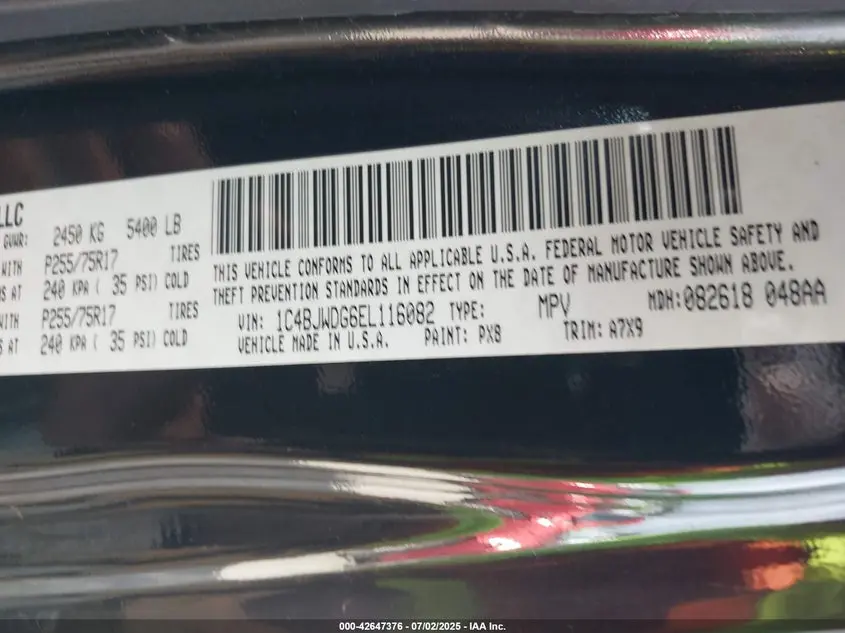 LLC
GVWR: 2450 KG 5400 LB
WITH P255/75R17 TIRES
MS AT 240 KPA ( 35 PSI) COLD
WITH P255/75R17 TIRES
MS AT 240 KPA ( 35 PSI) COLD
THIS VEHICLE CONFORMS TO ALL APPLICABLE U.S.A. FEDERAL MOTOR VEHICLE SAFETY AND
THEFT PREVENTION STANDARDS IN EFFECT ON THE DATE OF MANUFACTURE SHOWN ABOVE.
VIN: 1C4BJWDG6EL116082 TYPE: MPV MDH:082618 048AA
VEHICLE MADE IN U.S.A. PAINT: PX8 TRIM: A7X9
000-42647376 - 07/02/2025 - IAA Inc.